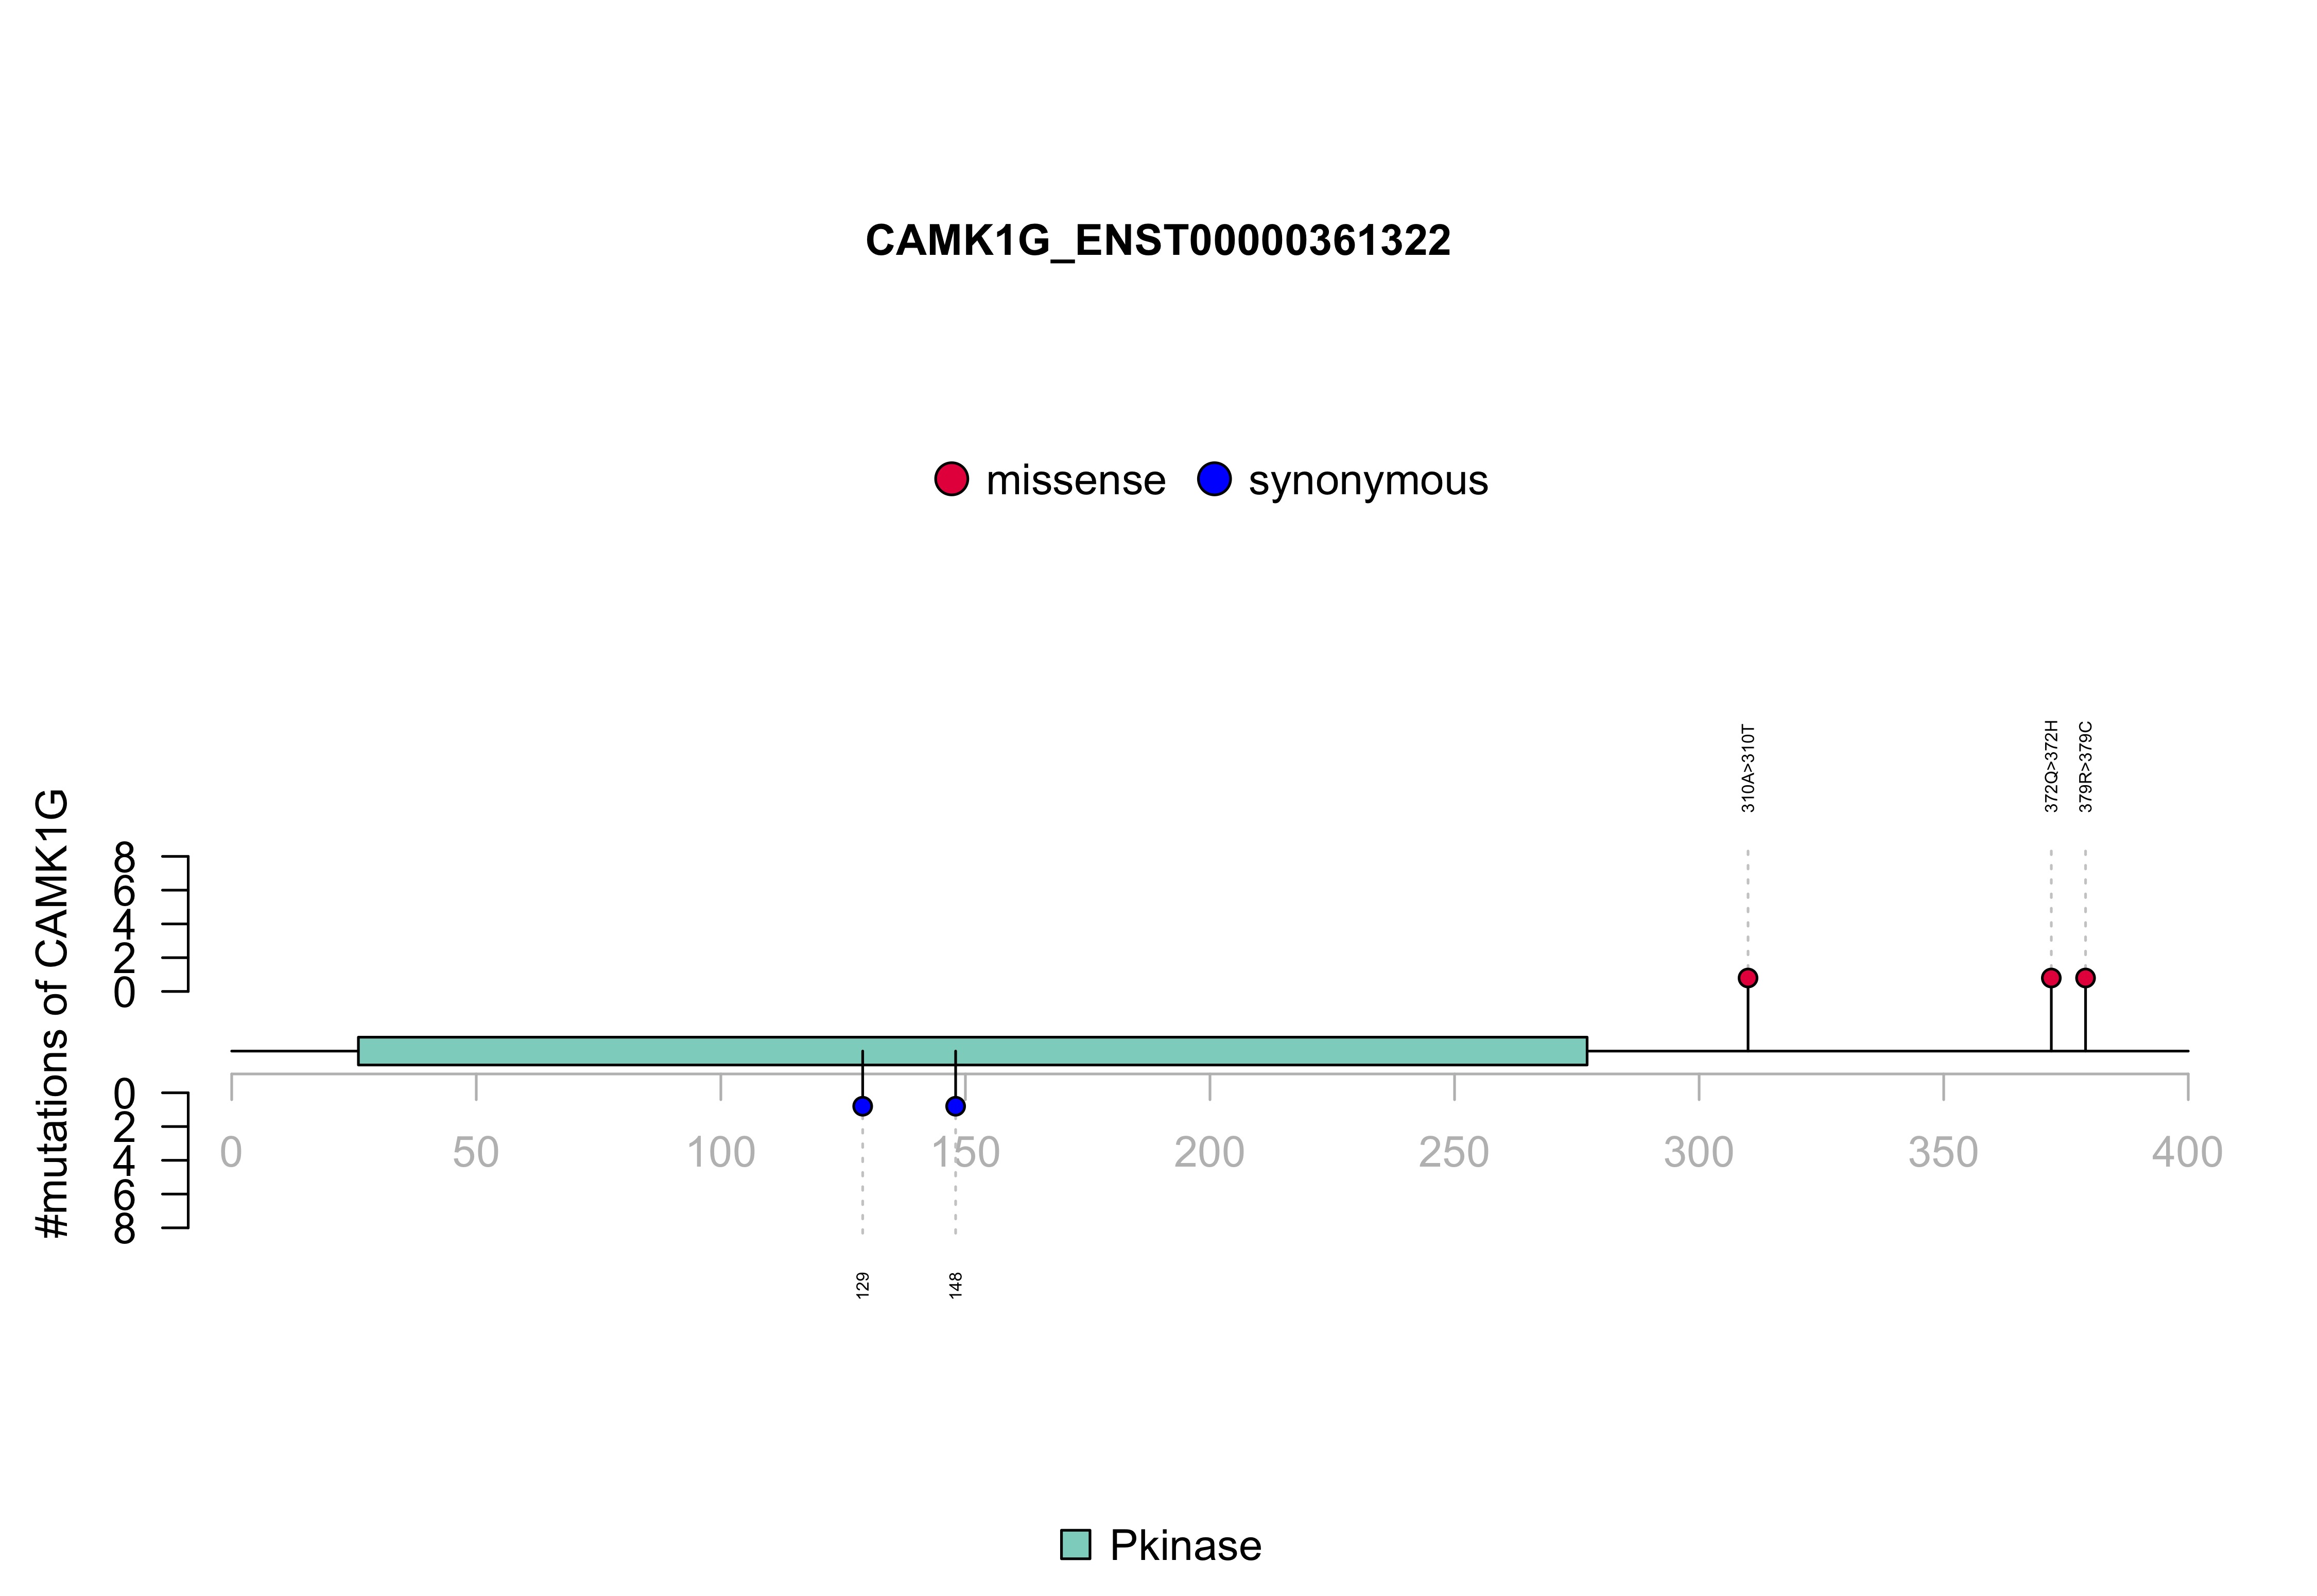 CAMK1G_ENST00000361322
missense synonymous
310A>310T
372Q>372H
379R>379C
#mutations of CAMK1G
8
6
4
2
0
0
2
4
6
8
0 50 100 150 200 250 300 350 400
129
148
Pkinase